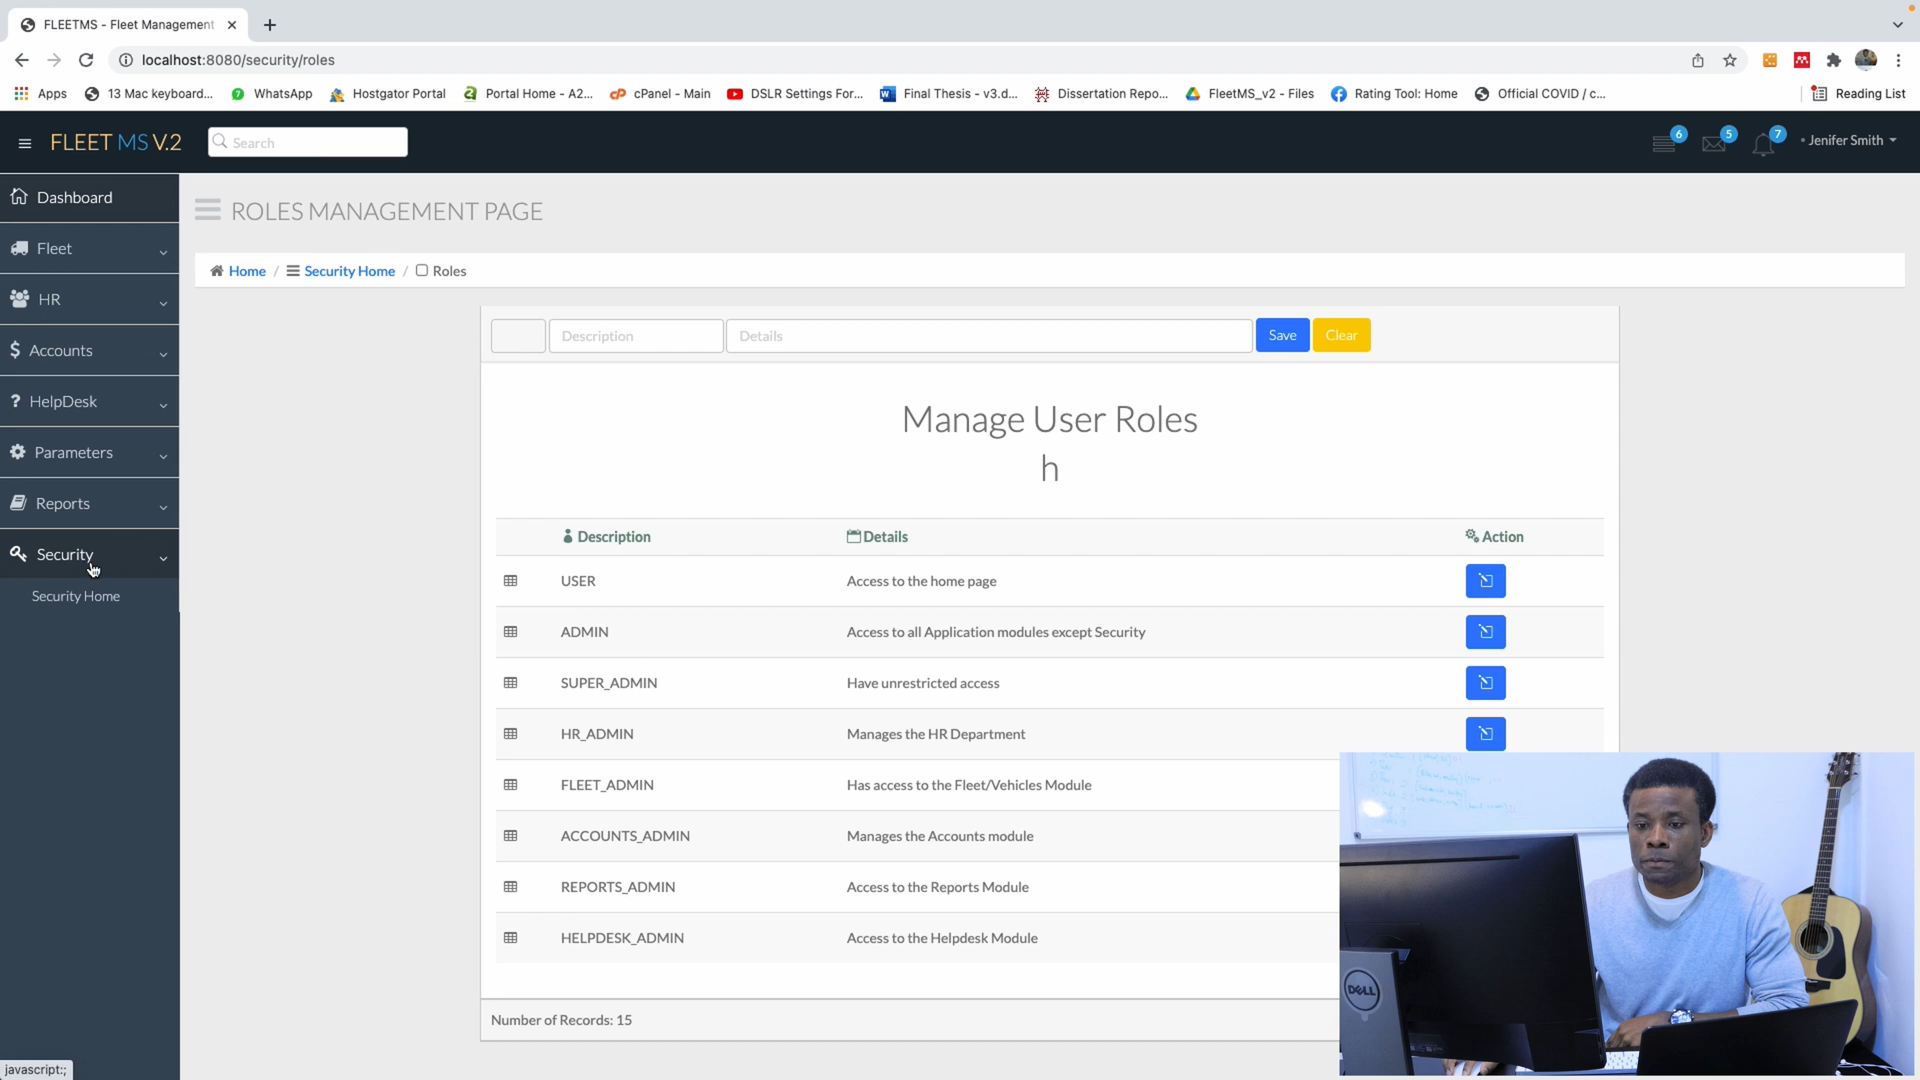 FLEETMS - Fleet Management
localhost:8080/security/roles
Apps 13 Mac keyboard... WhatsApp Hostgator Portal Portal Home - A2... cPanel - Main DSLR Settings For... Final Thesis - v3.d... Dissertation Repo... FleetMS_v2 - Files Rating Tool: Home Official COVID / c... Reading List
FLEET MS V.2 Search 6 5 7 Jenifer Smith
Dashboard
Fleet
HR
$ Accounts
? HelpDesk
Parameters
Reports
Security
Security Home
ROLES MANAGEMENT PAGE
Home / Security Home / Roles
Description Details Save Clear
Manage User Roles
h
Description Details Action
USER Access to the home page
ADMIN Access to all Application modules except Security
SUPER_ADMIN Have unrestricted access
HR_ADMIN Manages the HR Department
FLEET_ADMIN Has access to the Fleet/Vehicles Module
ACCOUNTS_ADMIN Manages the Accounts module
REPORTS_ADMIN Access to the Reports Module
HELPDESK_ADMIN Access to the Helpdesk Module
Number of Records: 15
DELL
javascript:;